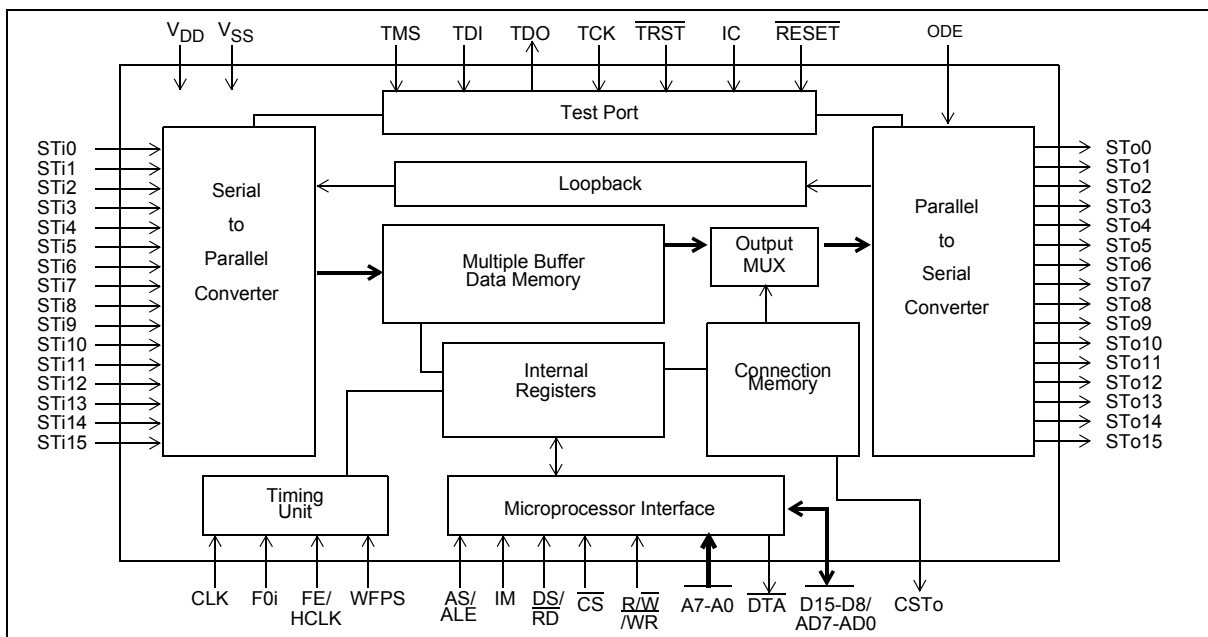 VDD VSS TMS TDI TDO TCK TRST IC RESET ODE
Test Port
STi0
STi1
STi2
STi3
STi4
STi5
STi6
STi7
STi8
STi9
STi10
STi11
STi12
STi13
STi14
STi15
Serial
to
Parallel
Converter
Loopback
Multiple Buffer
Data Memory
Output
MUX
Internal
Registers
Connection
Memory
Parallel
to
Serial
Converter
STo0
STo1
STo2
STo3
STo4
STo5
STo6
STo7
STo8
STo9
STo10
STo11
STo12
STo13
STo14
STo15
Timing
Unit
Microprocessor Interface
CLK F0i FE/ WFPS AS/ IM DS/ CS R/W A7-A0 DTA D15-D8/ CSTo
HCLK ALE RD /WR AD7-AD0